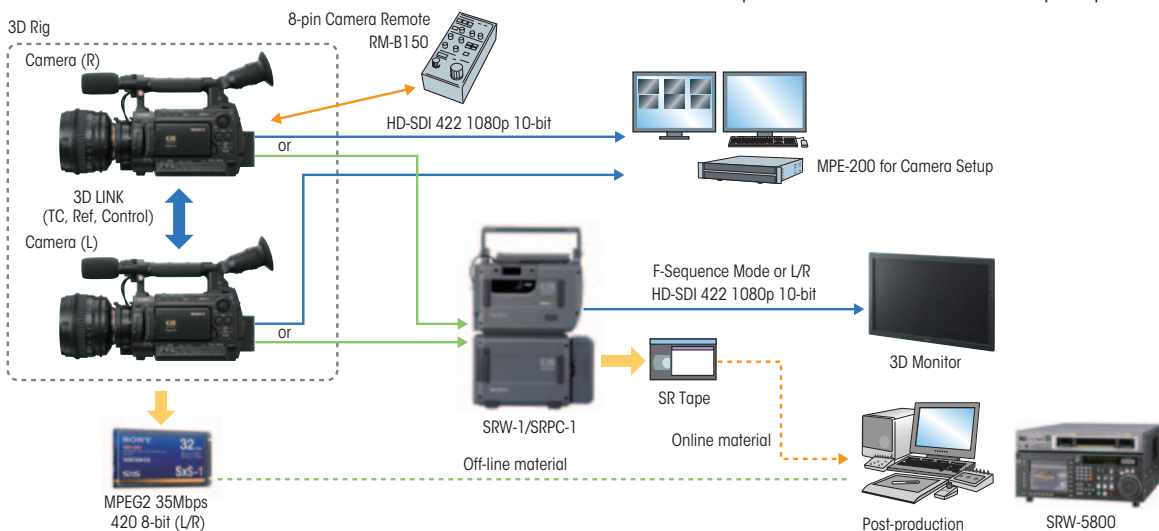 8-pin Camera Remote
RM-B150
3D Rig
Camera (R)
HD-SDI 422 1080p 10-bit
or
MPE-200 for Camera Setup
3D LINK
(TC, Ref, Control)
Camera (L)
F-Sequence Mode or L/R
HD-SDI 422 1080p 10-bit
or
3D Monitor
SR Tape
SRW-1/SRPC-1
SONY
32
SxS-1
Online material
Off-line material
MPEG2 35Mbps
420 8-bit (L/R)
Post-production
SRW-5800